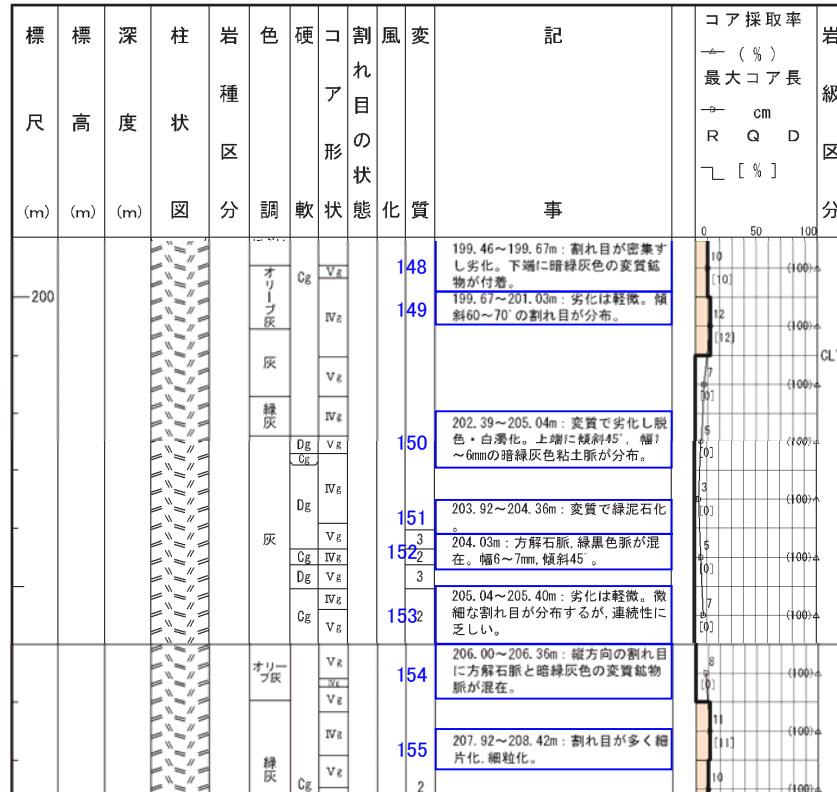 標尺(m)
標高(m)
深度(m)
柱状図
岩種区分
色調
硬軟
コア形状
割れ目の状態
風化
変質
記事
コア採取率
(%)
最大コア長
cm
R Q D
[%]
岩級区分
0 50 100
200
オリーブ灰
灰
緑灰
灰
オリーブ灰
緑灰
Cg
Dg
Cg
Dg
Cg
Dg
Cg
Cg
Ⅴg
Ⅳg
Ⅴg
Ⅳg
Ⅴg
Ⅳg
Ⅴg
Ⅳg
Ⅴg
Ⅳg
Ⅴg
Ⅴg
Ⅳg
Ⅴg
Ⅳg
Ⅴg
3
2
3
2
2
148
199.46～199.67m：割れ目が密集す
し劣化。下端に暗緑灰色の変質鉱
物が付着。
149
199.67～201.03m：劣化は軽微。傾
斜60～70°の割れ目が分布。
150
202.39～205.04m：変質で劣化し脱
色・白濁化。上端に傾斜45°, 幅1
～6mmの暗緑灰色粘土脈が分布。
151
203.92～204.36m：変質で緑泥石化
。
152
204.03m：方解石脈,緑黒色脈が混
在。幅6～7mm,傾斜45°。
153
205.04～205.40m：劣化は軽微。微
細な割れ目が分布するが,連続性に
乏しい。
154
206.00～206.36m：縦方向の割れ目
に方解石脈と暗緑灰色の変質鉱物
脈が混在。
155
207.92～208.42m：割れ目が多く細
片化,細粒化。
10 (100)
[10]
12 (100)
[12]
CL
7 (100)
[0]
5 (100)
[0]
3 (100)
[0]
5 (100)
[0]
7 (100)
[0]
8 (100)
[0]
11 (100)
[11]
10 (100)